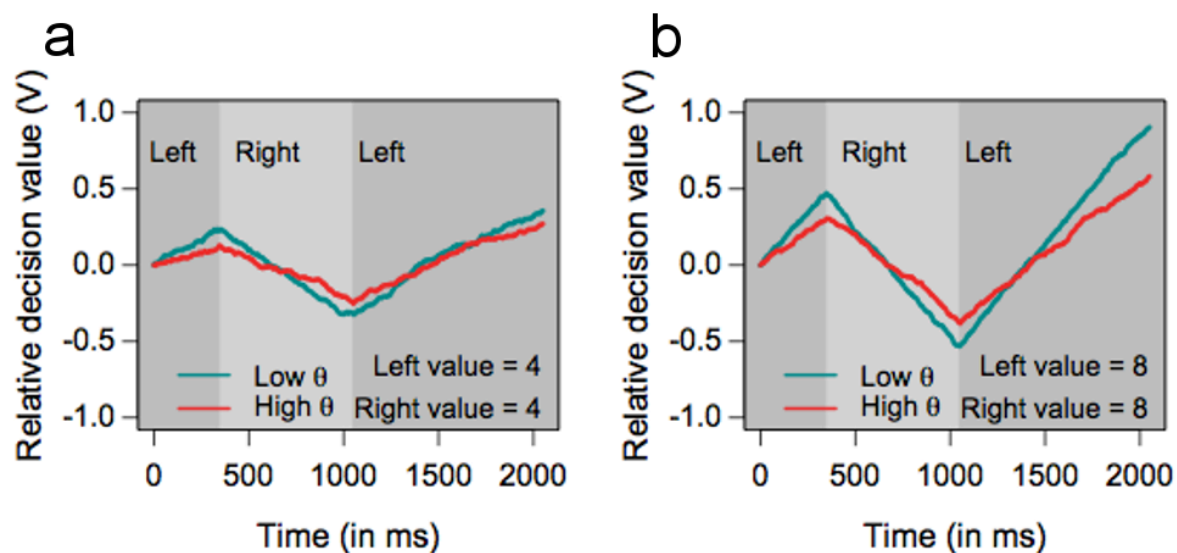 a
Relative decision value (V)
1.0
0.5
0.0
-0.5
-1.0
Left Right Left
Low θ
High θ
Left value = 4
Right value = 4
0 500 1000 1500 2000
Time (in ms)
b
Relative decision value (V)
1.0
0.5
0.0
-0.5
-1.0
Left Right Left
Low θ
High θ
Left value = 8
Right value = 8
0 500 1000 1500 2000
Time (in ms)